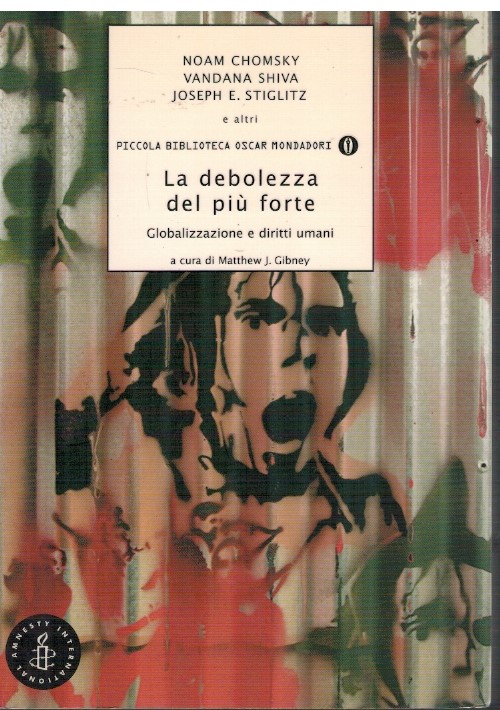 NOAM CHOMSKY
VANDANA SHIVA
JOSEPH E. STIGLITZ
e altri
PICCOLA BIBLIOTECA OSCAR MONDADORI
La debolezza
del più forte
Globalizzazione e diritti umani
a cura di Matthew J. Gibney
AMNESTY INTERNATIONAL